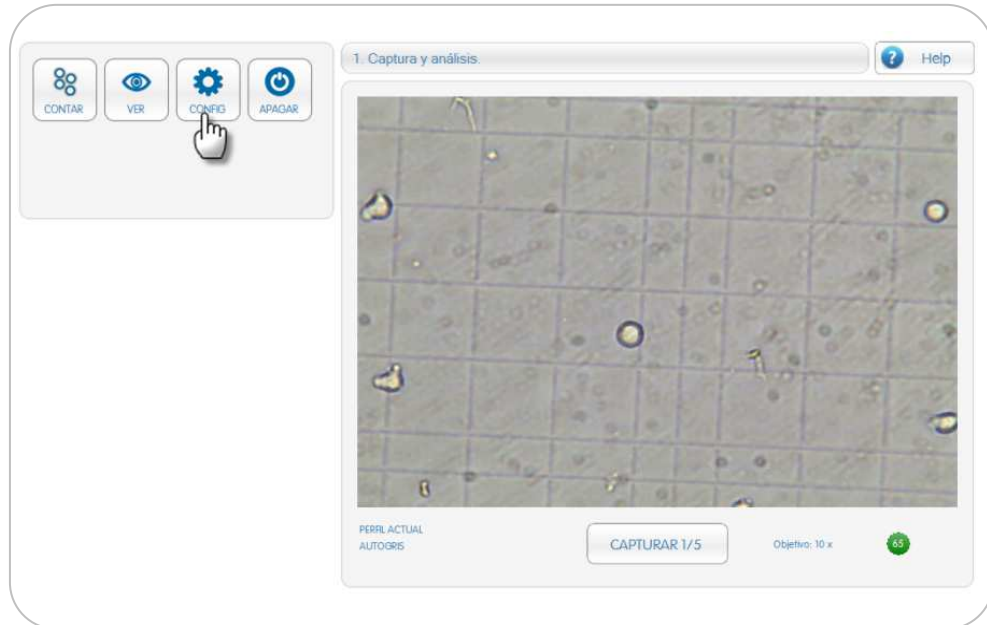 CONTAR
VER
CONFIG
APAGAR
1. Captura y análisis.
? Help
PERFIL ACTUAL
AUTOGRIS
CAPTURAR 1/5
Objetivo: 10 x
65